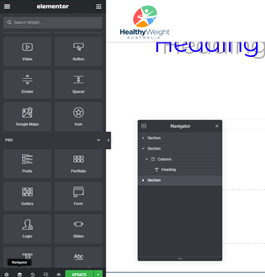 elementor
Search Widget...
Video
Button
Divider
Spacer
Google Maps
Icon
PRO
Posts
Portfolio
Gallery
Form
Login
Slides
Abc
Navigator
UPDATE
HealthyWeight
AUSTRALIA
Heading
Navigator
Section
Section
Column
Heading
Section